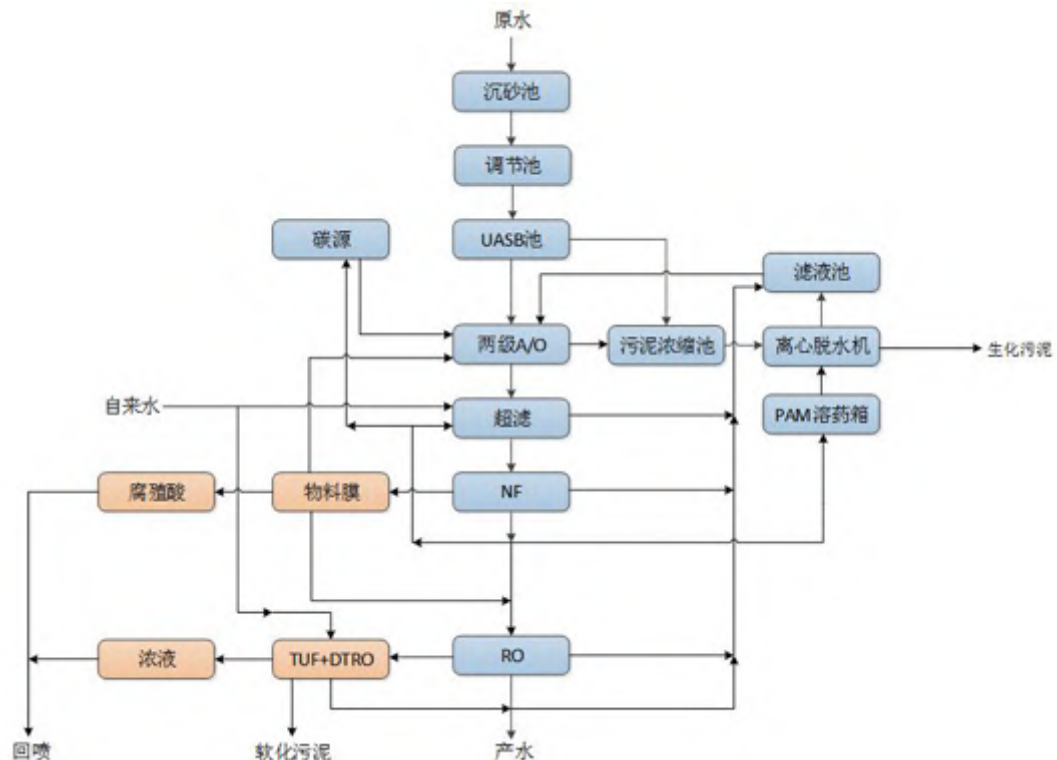 原水
沉砂池
调节池
碳源
UASB池
滤液池
两级A/O
污泥浓缩池
离心脱水机
生化污泥
自来水
超滤
PAM溶药箱
腐殖酸
物料膜
NF
浓液
TUF+DTRO
RO
回喷
软化污泥
产水